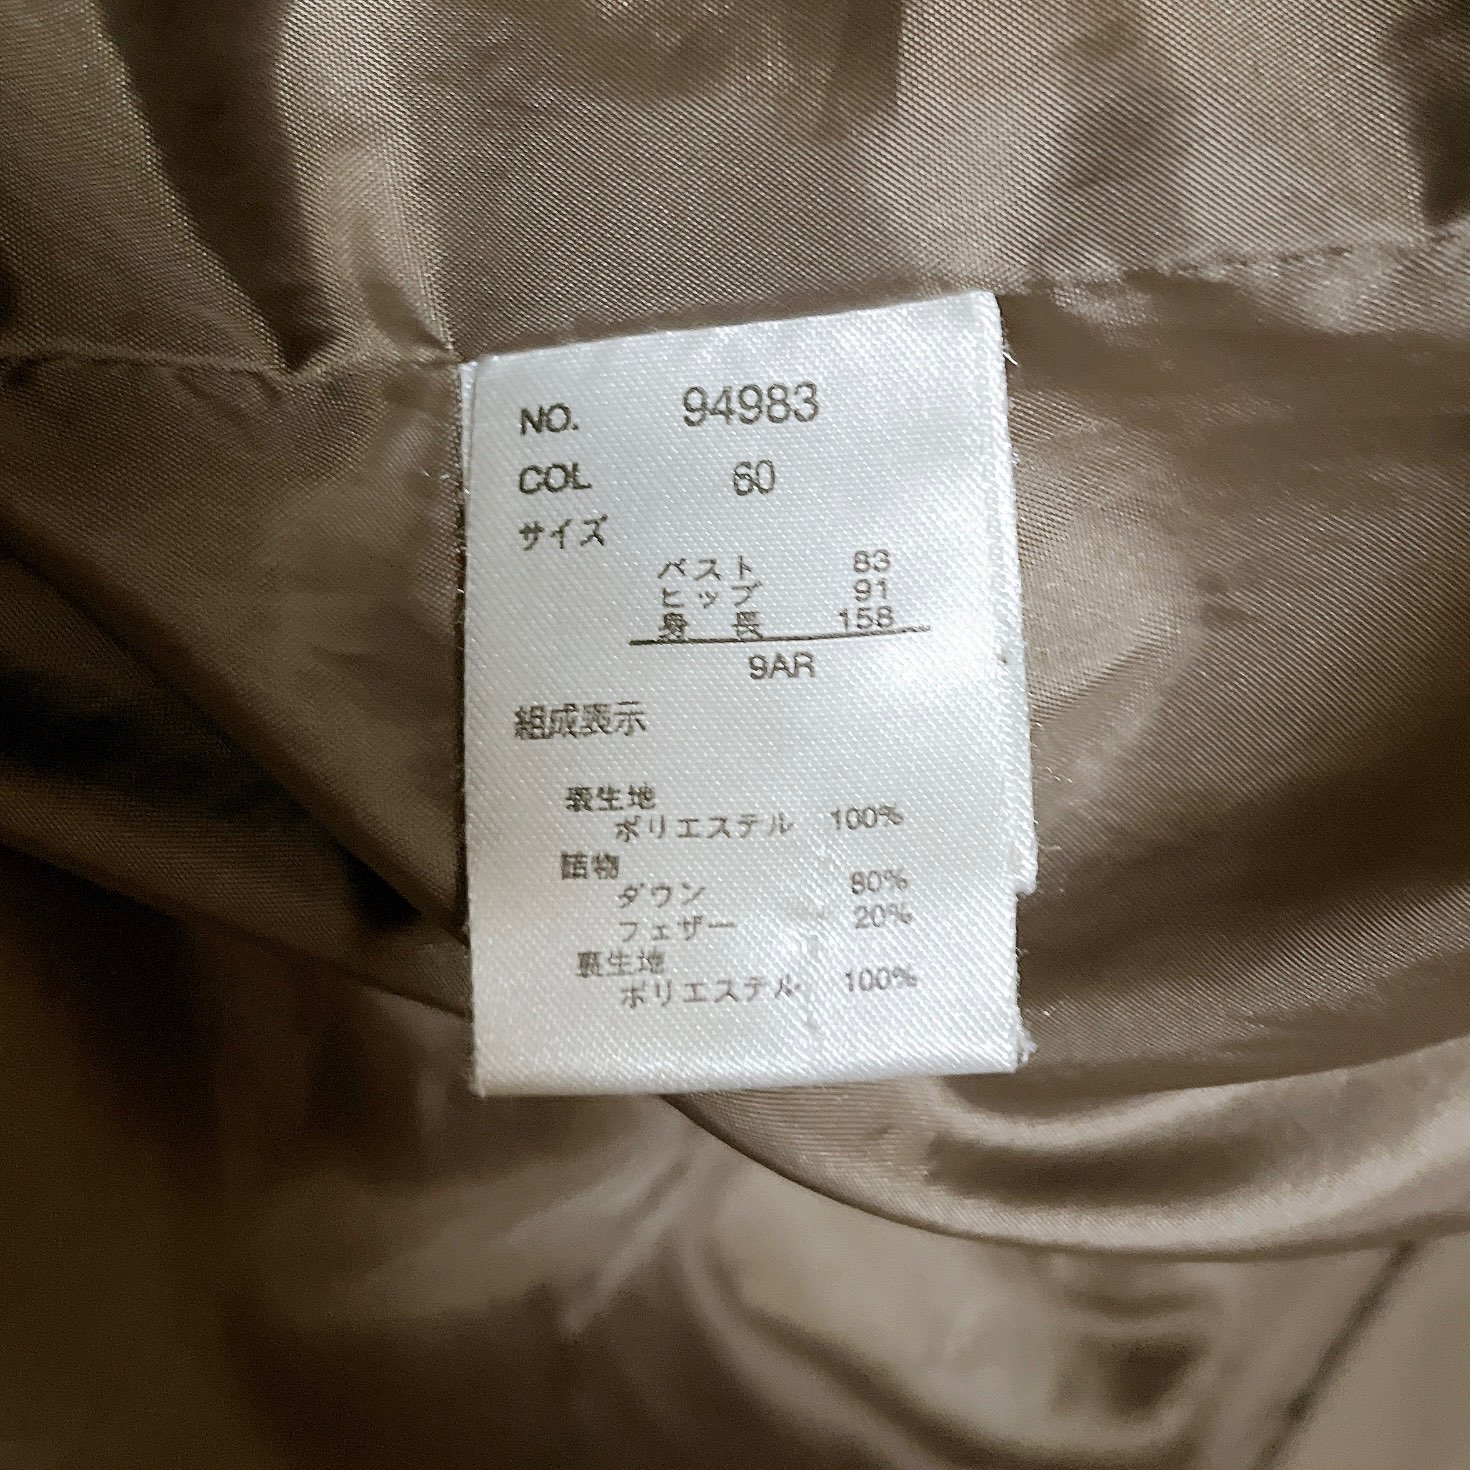 NO. 94983
COL 60
サイズ
バスト 83
ヒップ 91
身長 158
9AR
組成表示
表生地
ポリエステル 100%
詰物
ダウン 80%
フェザー 20%
裏生地
ポリエステル 100%